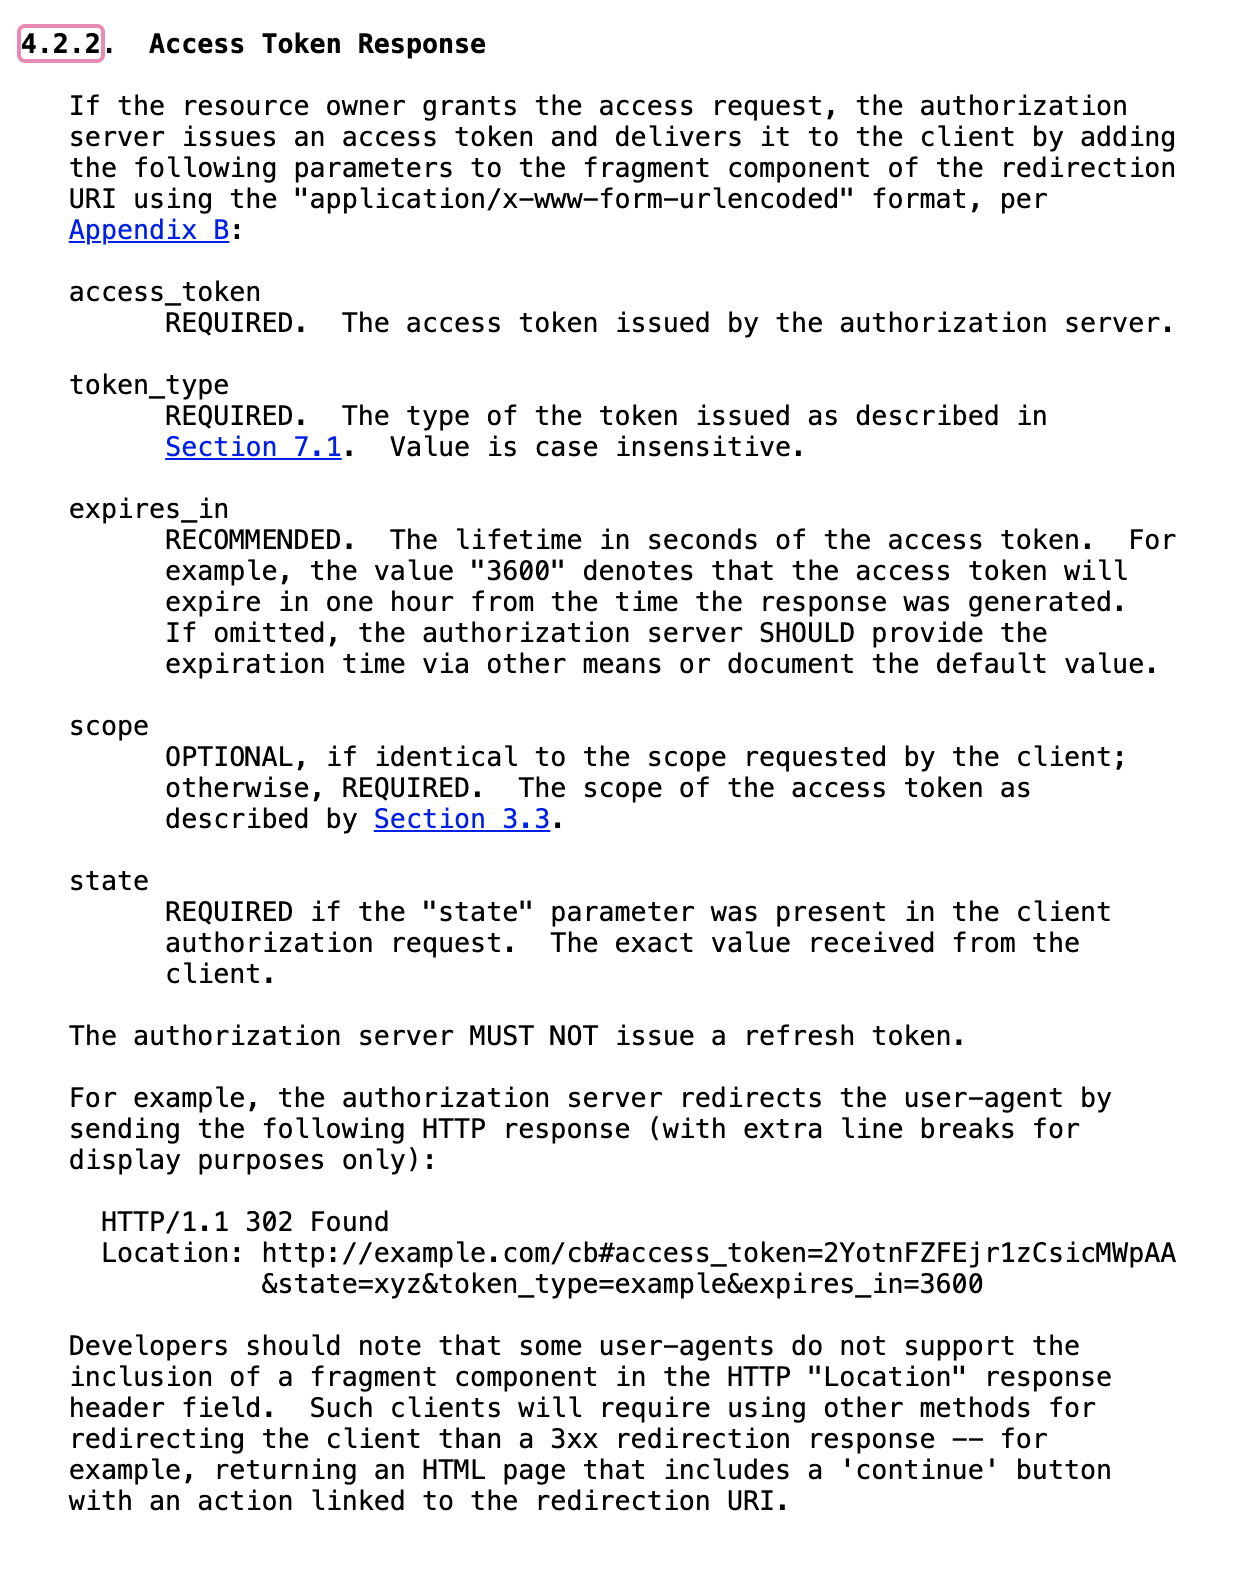 4.2.2.  Access Token Response
If the resource owner grants the access request, the authorization
server issues an access token and delivers it to the client by adding
the following parameters to the fragment component of the redirection
URI using the "application/x-www-form-urlencoded" format, per
Appendix B:
access_token
REQUIRED.  The access token issued by the authorization server.
token_type
REQUIRED.  The type of the token issued as described in
Section 7.1.  Value is case insensitive.
expires_in
RECOMMENDED.  The lifetime in seconds of the access token.  For
example, the value "3600" denotes that the access token will
expire in one hour from the time the response was generated.
If omitted, the authorization server SHOULD provide the
expiration time via other means or document the default value.
scope
OPTIONAL, if identical to the scope requested by the client;
otherwise, REQUIRED.  The scope of the access token as
described by Section 3.3.
state
REQUIRED if the "state" parameter was present in the client
authorization request.  The exact value received from the
client.
The authorization server MUST NOT issue a refresh token.
For example, the authorization server redirects the user-agent by
sending the following HTTP response (with extra line breaks for
display purposes only):
HTTP/1.1 302 Found
Location: http://example.com/cb#access_token=2YotnFZFEjr1zCsicMWpAA
&state=xyz&token_type=example&expires_in=3600
Developers should note that some user-agents do not support the
inclusion of a fragment component in the HTTP "Location" response
header field.  Such clients will require using other methods for
redirecting the client than a 3xx redirection response -- for
example, returning an HTML page that includes a 'continue' button
with an action linked to the redirection URI.